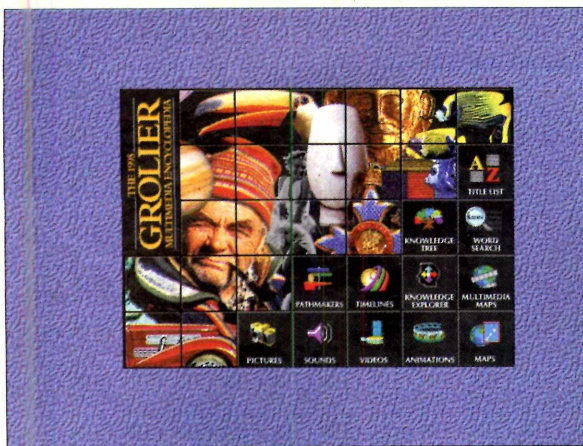 THE 1998
GROLIER
MULTIMEDIA ENCYCLOPEDIA
A
Z
TITLE LIST
KNOWLEDGE
TREE
WORD
SEARCH
PATHMAKERS
TIMELINES
KNOWLEDGE
EXPLORER
MULTIMEDIA
MAPS
PICTURES
SOUNDS
VIDEOS
ANIMATIONS
MAPS